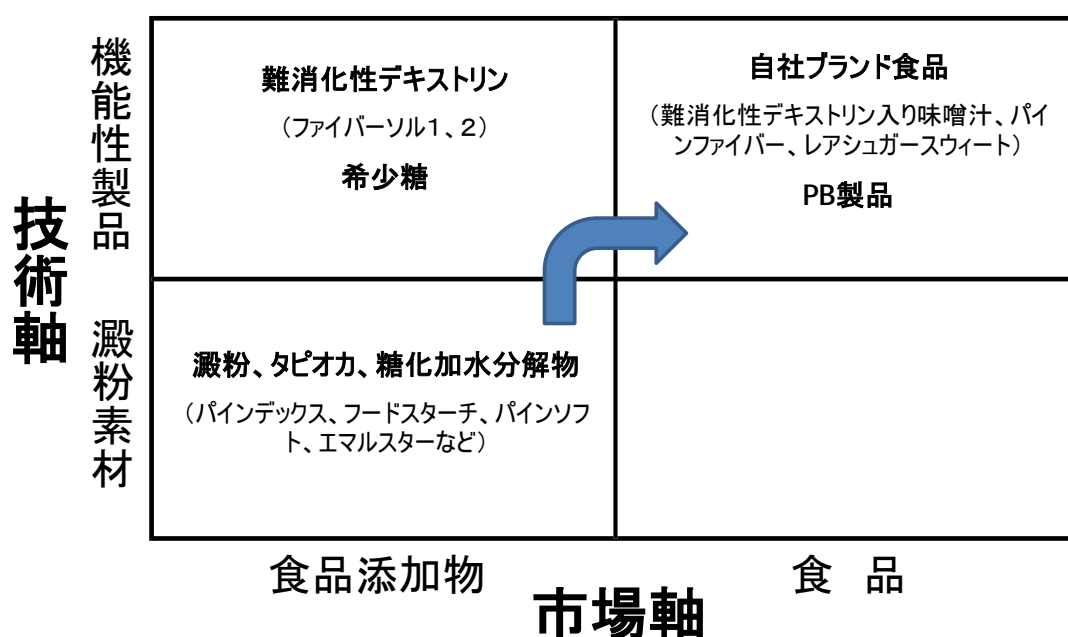 技術軸
機能性製品
難消化性デキストリン
(ファイバーソル1、2)
希少糖
自社ブランド食品
(難消化性デキストリン入り味噌汁、パイ
ンファイバー、レアシュガースウィート)
PB製品
澱粉素材
澱粉、タピオカ、糖化加水分解物
(パインデックス、フードスターチ、パインソフ
ト、エマルスターなど)
食品添加物
食 品
市場軸